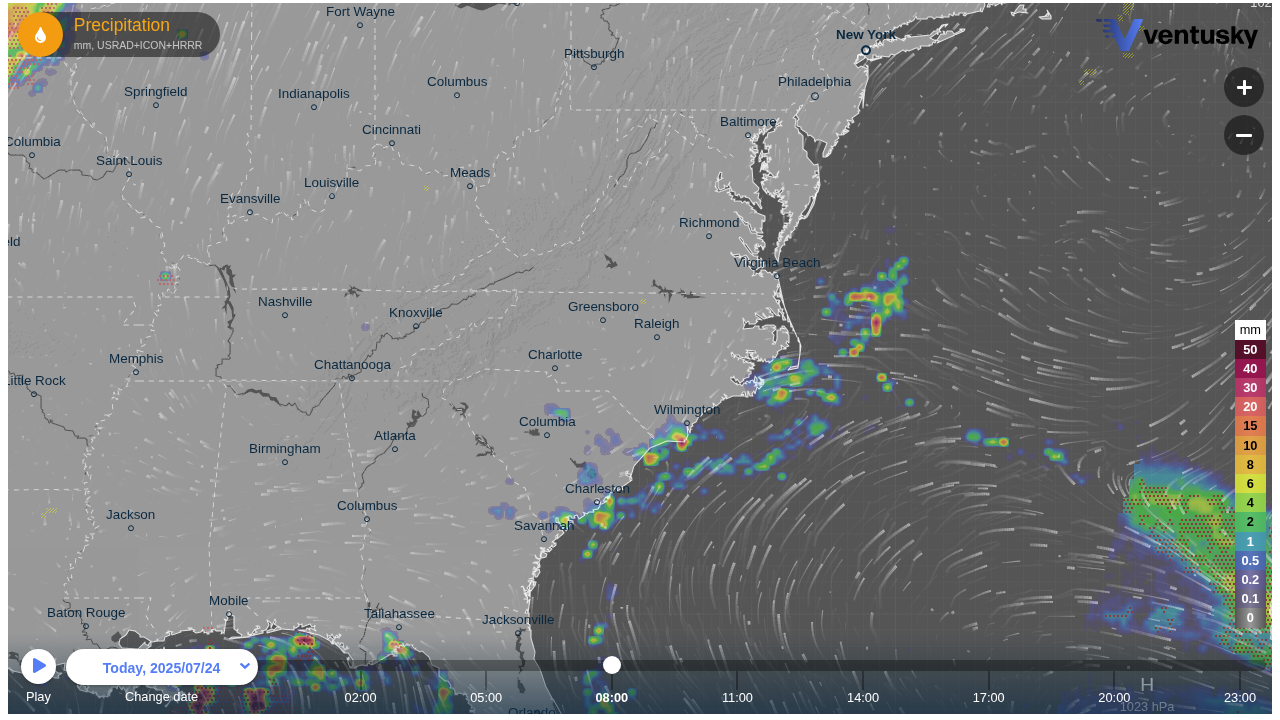 Precipitation
mm, USRAD+ICON+HRRR
ventusky
102
Fort Wayne
New York
Pittsburgh
Columbus
Philadelphia
Springfield
Indianapolis
Cincinnati
Baltimore
Columbia
Saint Louis
Louisville
Meads
Evansville
Richmond
eld
Virginia Beach
Nashville
Knoxville
Greensboro
Raleigh
Memphis
Chattanooga
Charlotte
Little Rock
Wilmington
Columbia
Atlanta
Birmingham
Charleston
Columbus
Jackson
Savannah
Mobile
Baton Rouge
Tallahassee
Jacksonville
Orlando
mm
50
40
30
20
15
10
8
6
4
2
1
0.5
0.2
0.1
0
Today, 2025/07/24
Play
Change date
02:00
05:00
08:00
11:00
14:00
17:00
20:00
23:00
H
1023 hPa